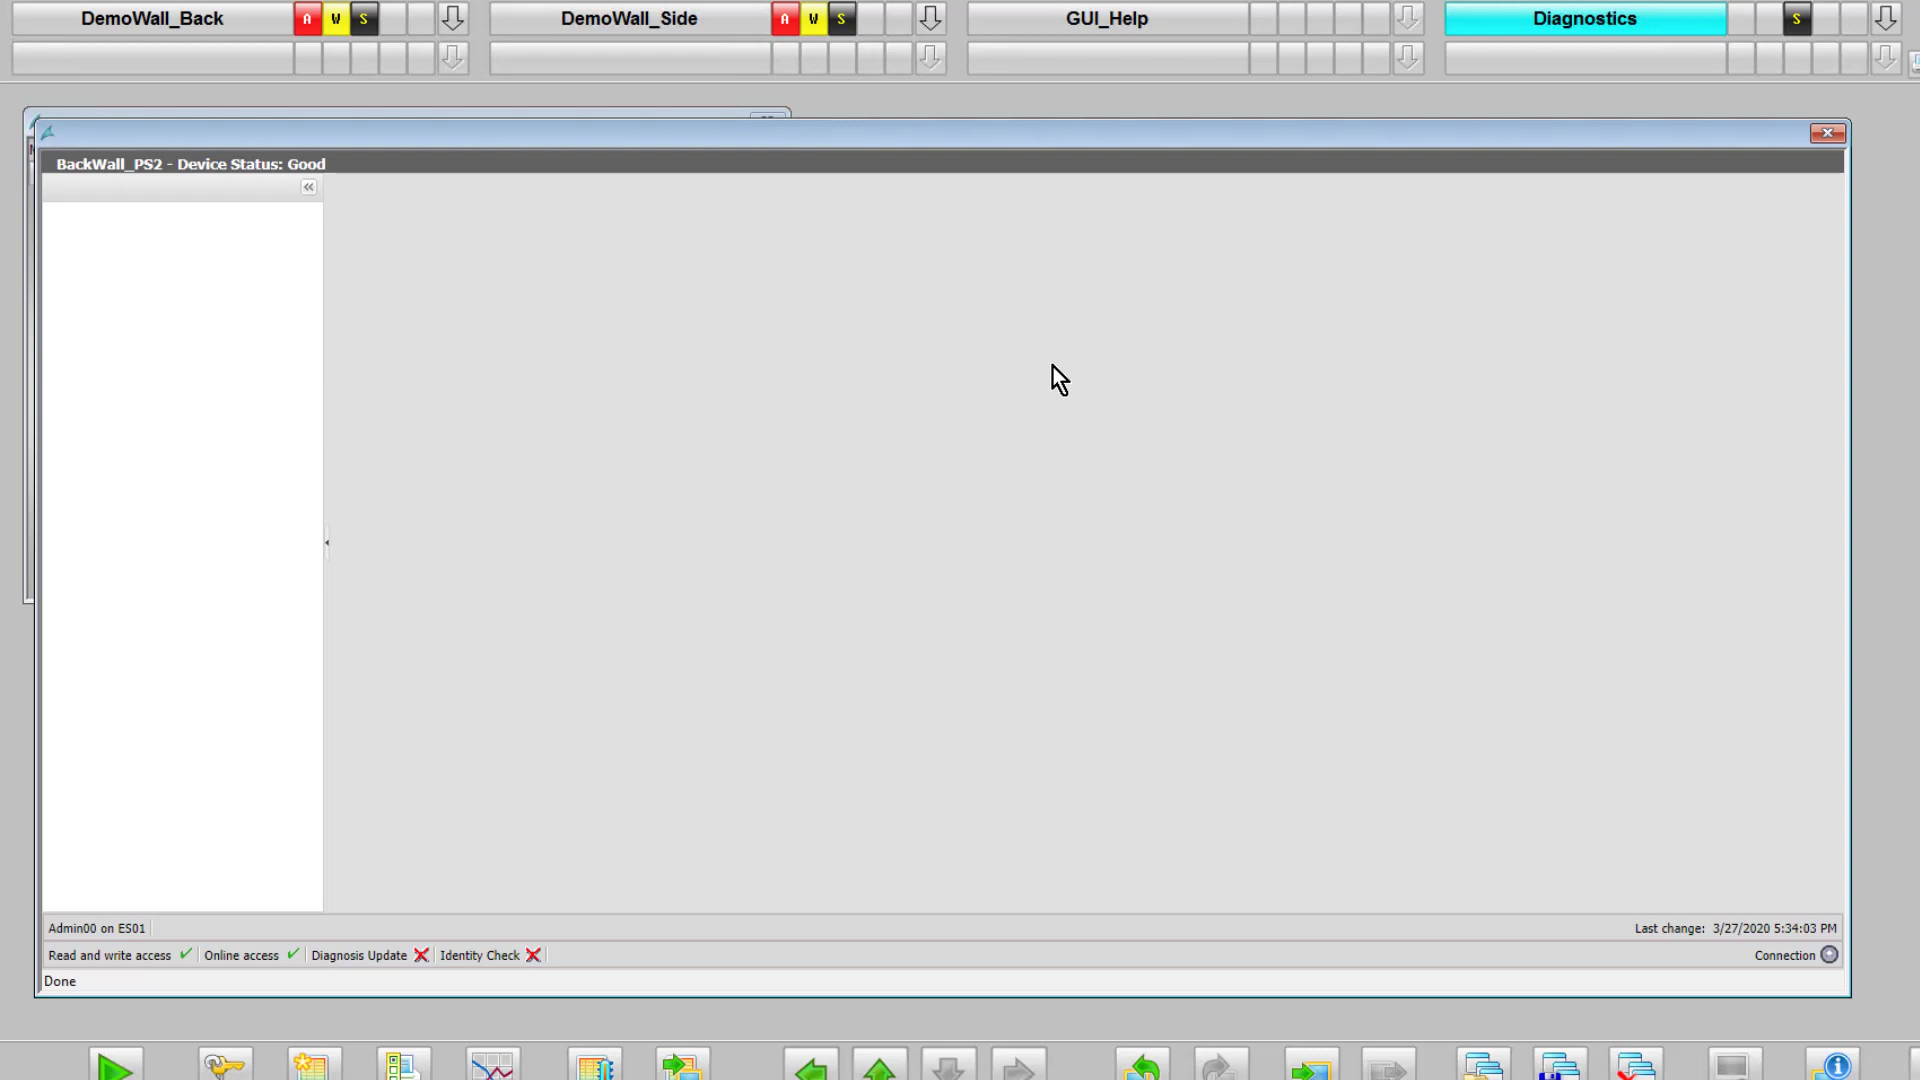 DemoWall_Back A W S
DemoWall_Side A W S
GUI_Help
Diagnostics S
BackWall_PS2 - Device Status: Good
Admin00 on ES01
Last change: 3/27/2020 5:34:03 PM
Read and write access
Online access
Diagnosis Update
Identity Check
Connection
Done